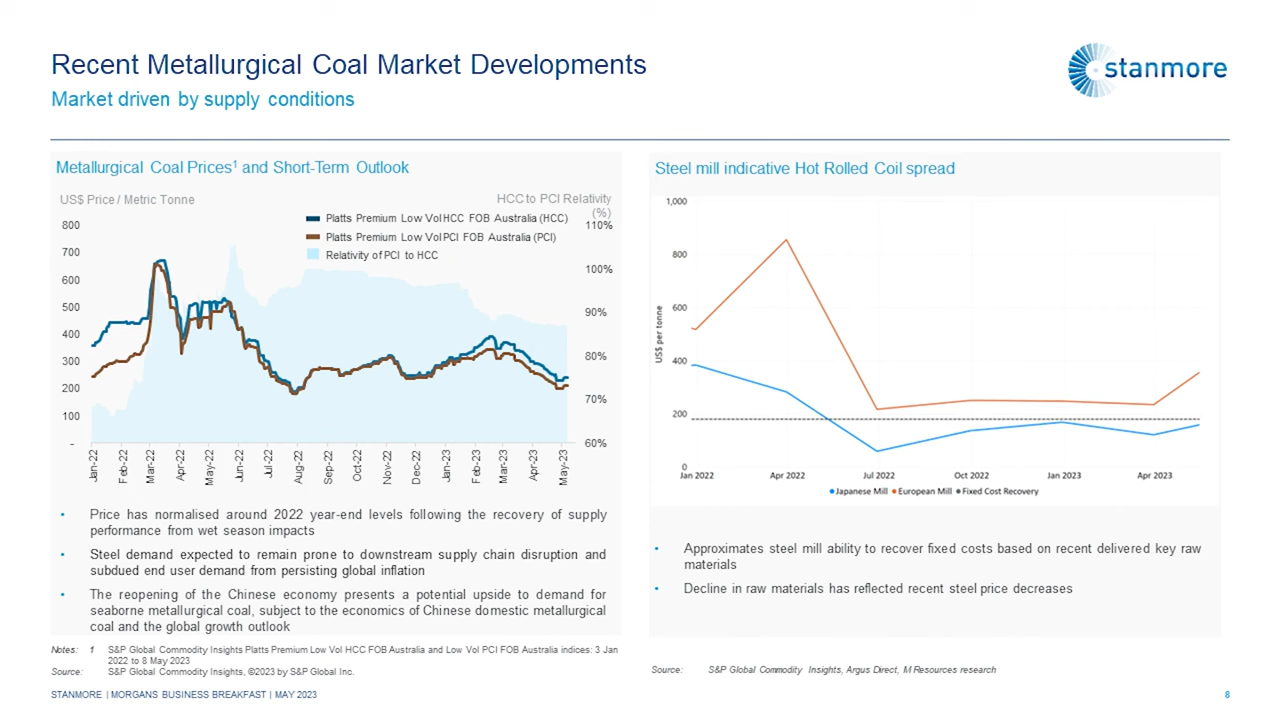 Recent Metallurgical Coal Market Developments
Market driven by supply conditions
stanmore
Metallurgical Coal Prices1 and Short-Term Outlook
US$ Price / Metric Tonne
HCC to PCI Relativity
(%)
Platts Premium Low Vol HCC FOB Australia (HCC)
Platts Premium Low Vol PCI FOB Australia (PCI)
Relativity of PCI to HCC
800
700
600
500
400
300
200
100
-
110%
100%
90%
80%
70%
60%
Jan-22
Feb-22
Mar-22
Apr-22
May-22
Jun-22
Jul-22
Aug-22
Sep-22
Oct-22
Nov-22
Dec-22
Jan-23
Feb-23
Mar-23
Apr-23
May-23
• Price has normalised around 2022 year-end levels following the recovery of supply
performance from wet season impacts
• Steel demand expected to remain prone to downstream supply chain disruption and
subdued end user demand from persisting global inflation
• The reopening of the Chinese economy presents a potential upside to demand for
seaborne metallurgical coal, subject to the economics of Chinese domestic metallurgical
coal and the global growth outlook
Steel mill indicative Hot Rolled Coil spread
US$ per tonne
1,000
800
600
400
200
0
Jan 2022
Apr 2022
Jul 2022
Oct 2022
Jan 2023
Apr 2023
Japanese Mill European Mill Fixed Cost Recovery
• Approximates steel mill ability to recover fixed costs based on recent delivered key raw
materials
• Decline in raw materials has reflected recent steel price decreases
Notes: 1 S&P Global Commodity Insights Platts Premium Low Vol HCC FOB Australia and Low Vol PCI FOB Australia indices: 3 Jan
2022 to 8 May 2023
Source: S&P Global Commodity Insights, ©2023 by S&P Global Inc.
Source: S&P Global Commodity Insights, Argus Direct, M Resources research
STANMORE | MORGANS BUSINESS BREAKFAST | MAY 2023
8